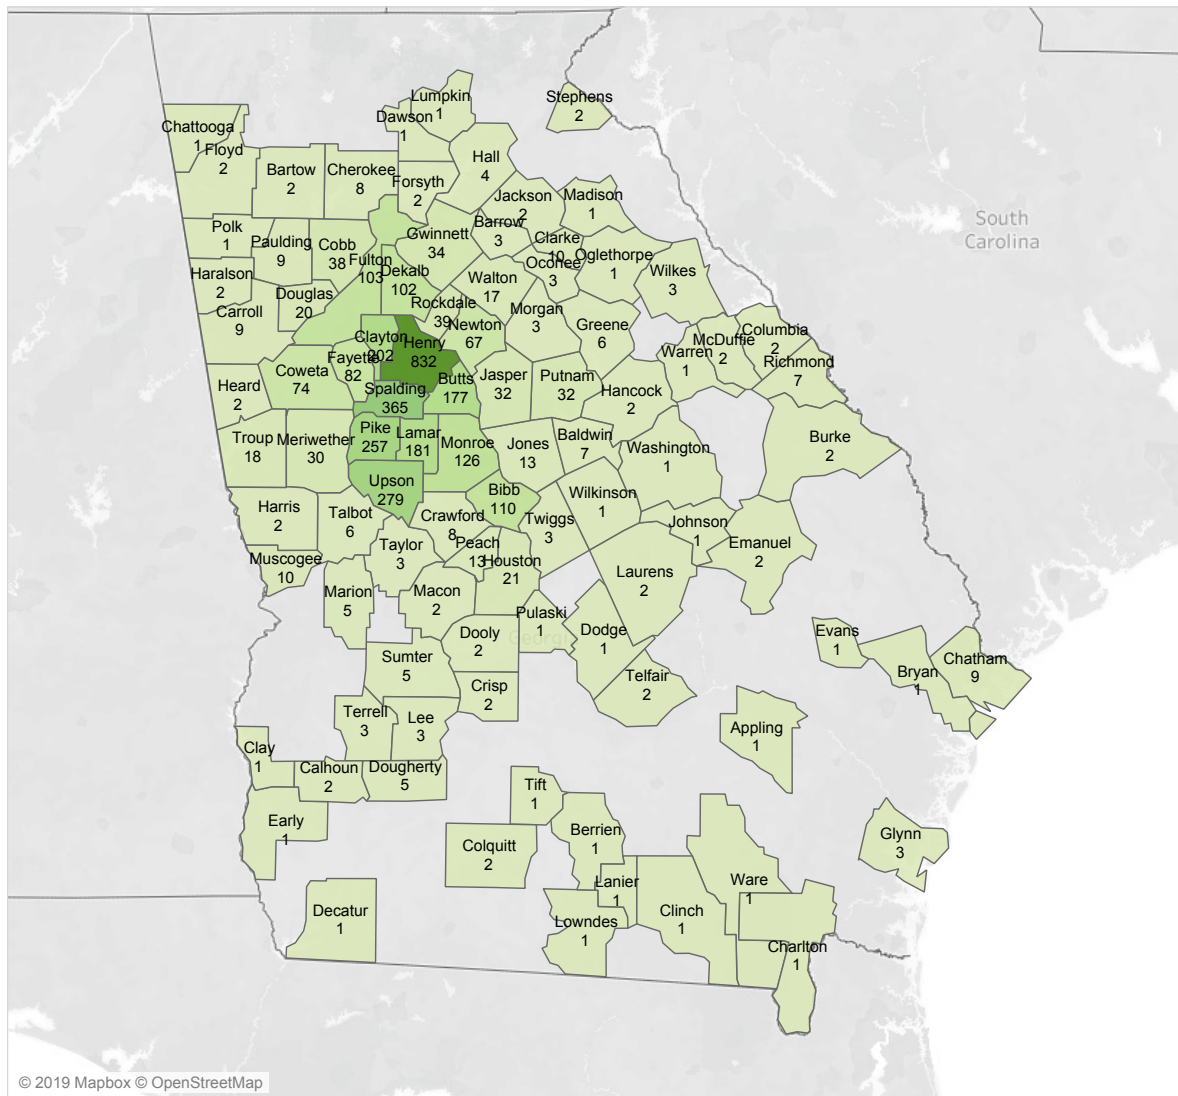 Lumpkin
1
Stephens
2
Dawson
1
Chattooga
1
Floyd
2
Hall
4
Bartow
2
Cherokee
8
Forsyth
2
Jackson
2
Madison
1
South
Carolina
Polk
1
Paulding
9
Cobb
38
Gwinnett
34
Barrow
3
Clarke
10
Oconee
3
Oglethorpe
1
Wilkes
3
Fulton
103
Dekalb
102
Haralson
2
Douglas
20
Walton
17
Carroll
9
Rockdale
39
Newton
67
Morgan
3
Greene
6
Columbia
2
McDuffie
2
Warren
1
Richmond
7
Clayton
202
Henry
832
Fayette
82
Coweta
74
Heard
2
Spalding
365
Butts
177
Jasper
32
Putnam
32
Hancock
2
Troup
18
Meriwether
30
Pike
257
Lamar
181
Monroe
126
Jones
13
Baldwin
7
Washington
1
Burke
2
Upson
279
Bibb
110
Wilkinson
1
Harris
2
Talbot
6
Crawford
8
Twiggs
3
Johnson
1
Emanuel
2
Muscogee
10
Taylor
3
Peach
13
Houston
21
Laurens
2
Marion
5
Macon
2
Pulaski
1
Dooly
2
Georgi
Dodge
1
Evans
1
Bryan
1
Chatham
9
Sumter
5
Crisp
2
Telfair
2
Terrell
3
Lee
3
Appling
1
Clay
1
Calhoun
2
Dougherty
5
Tift
1
Early
1
Berrien
1
Glynn
3
Colquitt
2
Lanier
1
Ware
1
Decatur
1
Lowndes
1
Clinch
1
Charlton
1
© 2019 Mapbox © OpenStreetMap